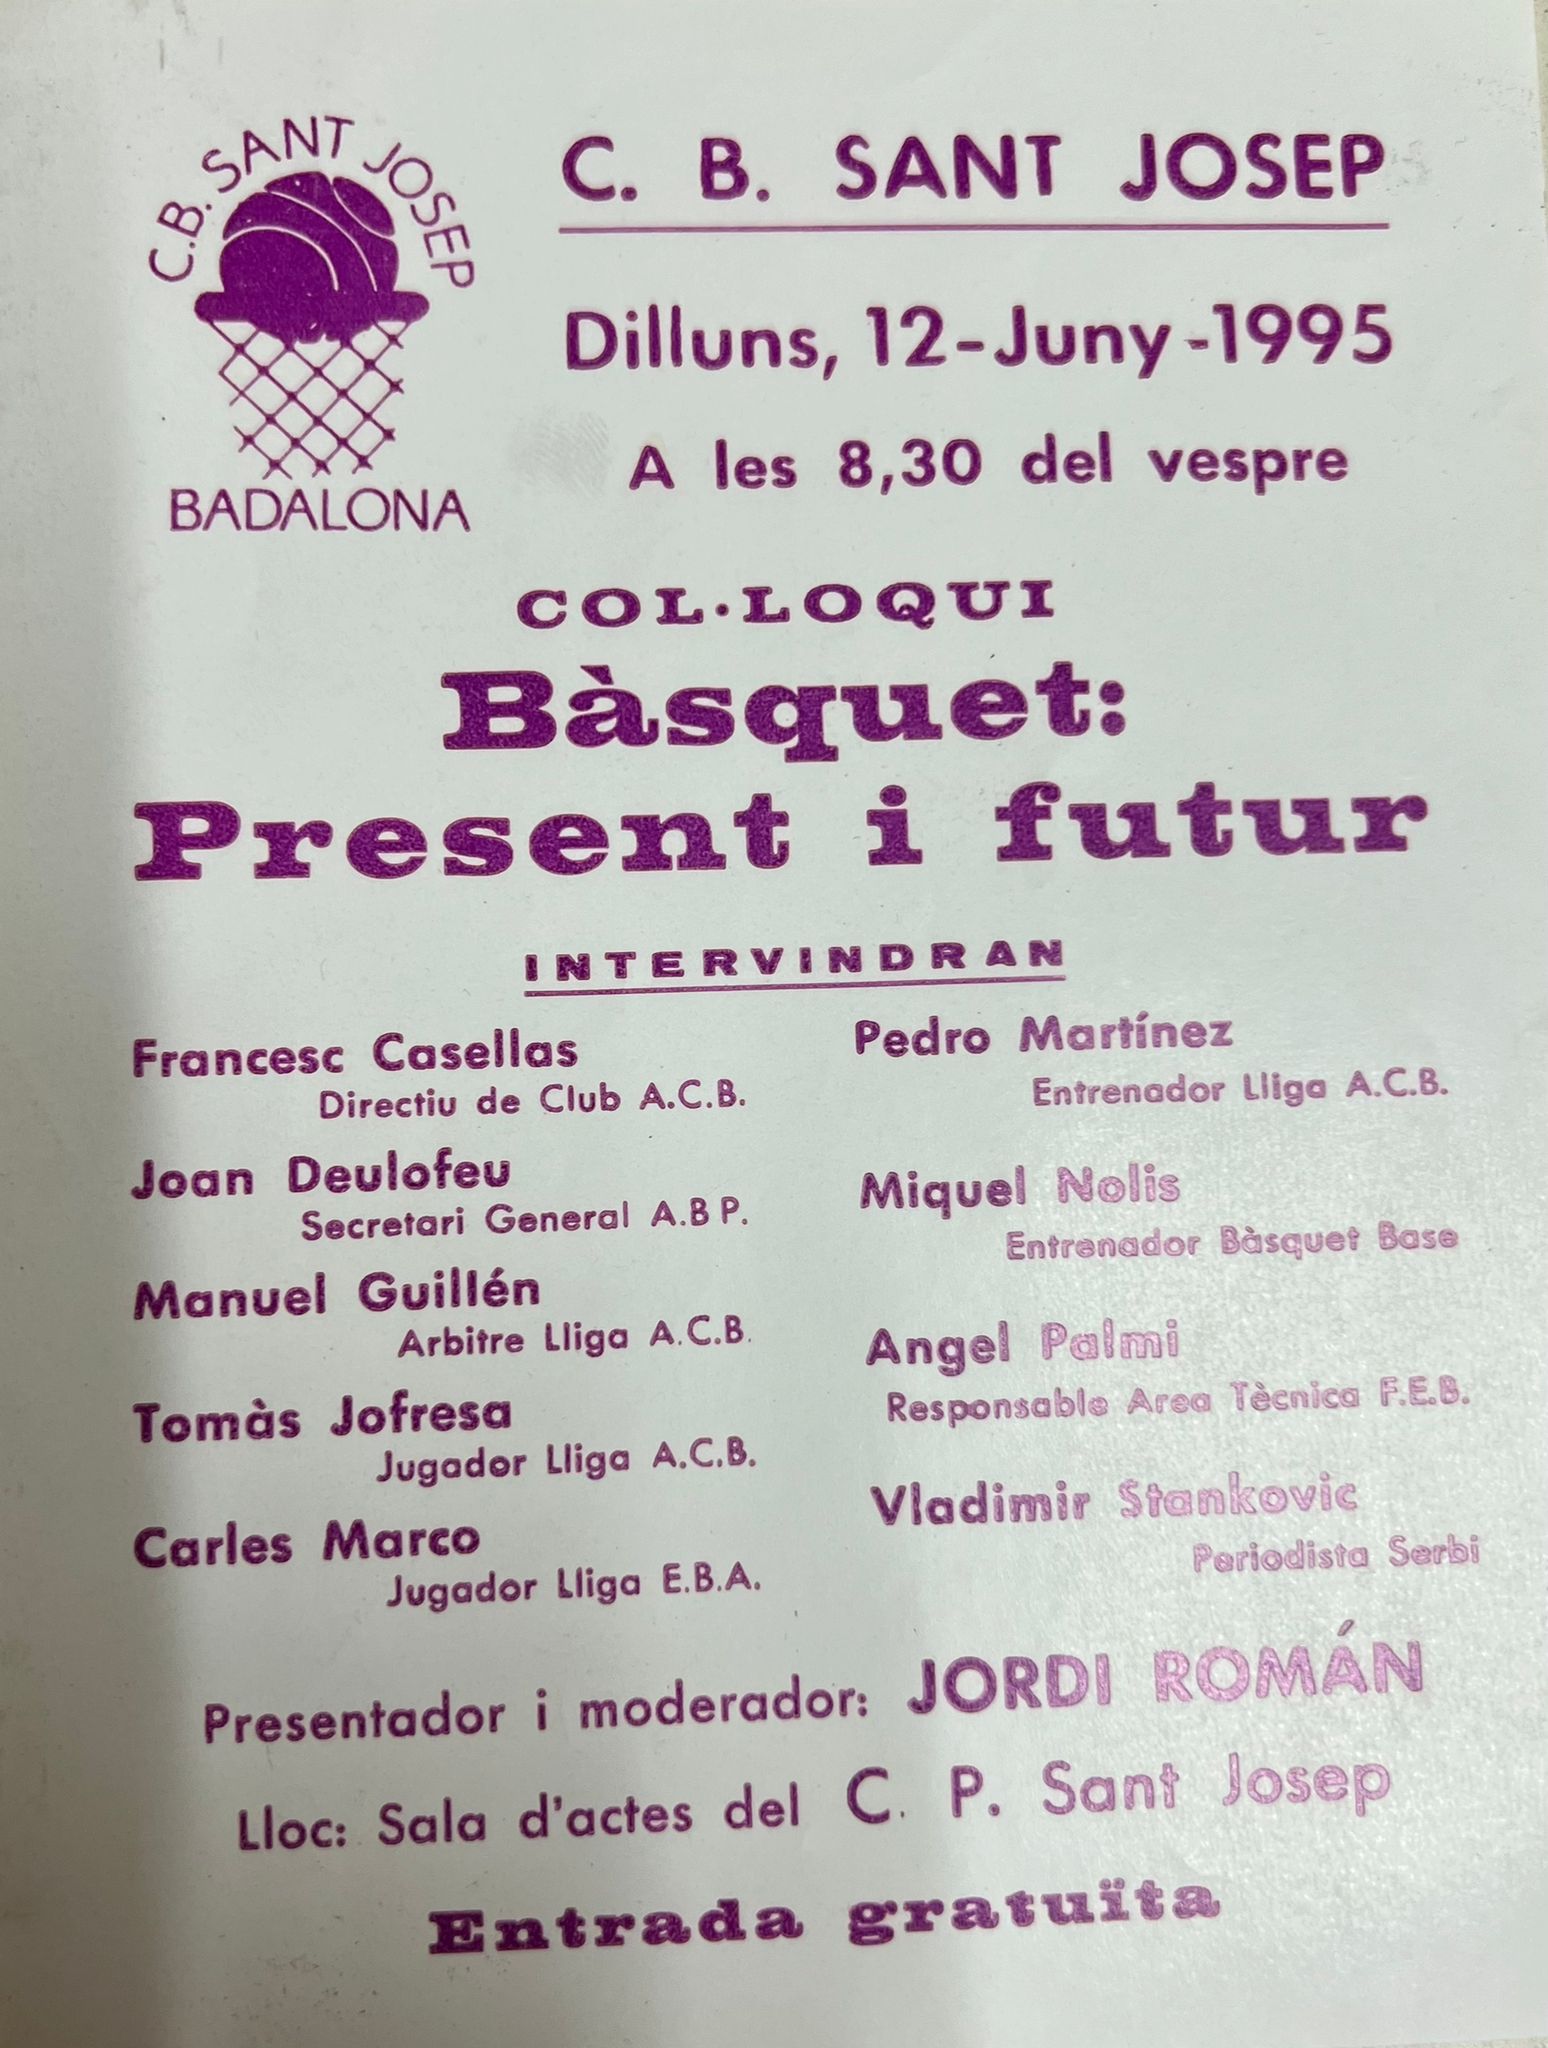 C.B. SANT JOSEP
BADALONA
C. B. SANT JOSEP
Dilluns, 12-Juny-1995
A les 8,30 del vespre
COL·LOQUI
Bàsquet:
Present i futur
INTERVINDRAN
Francesc Casellas
Directiu de Club A.C.B.
Joan Deulofeu
Secretari General A.B P.
Manuel Guillén
Arbitre Lliga A.C.B.
Tomàs Jofresa
Jugador Lliga A.C.B.
Carles Marco
Jugador Lliga E.B.A.
Pedro Martínez
Entrenador Lliga A.C.B.
Miquel Nolis
Entrenador Bàsquet Base
Angel Palmi
Responsable Area Tècnica F.E.B.
Vladimir Stankovic
Periodista Serbi
Presentador i moderador: JORDI ROMÁN
Lloc: Sala d'actes del C. P. Sant Josep
Entrada gratuïta